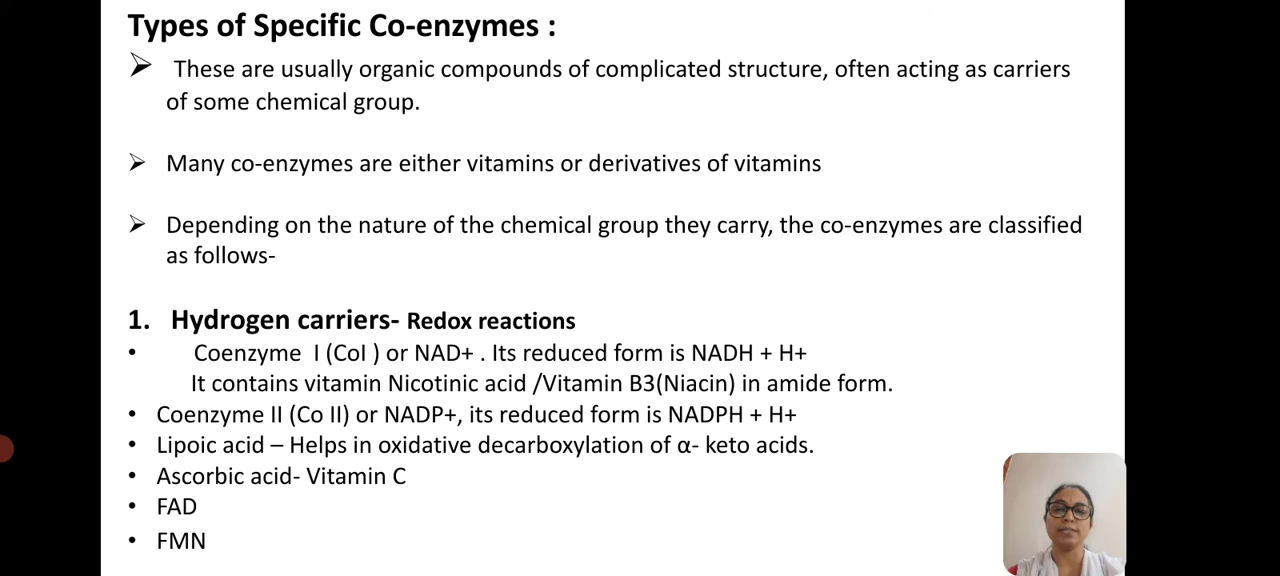 Types of Specific Co-enzymes :
➢ These are usually organic compounds of complicated structure, often acting as carriers
of some chemical group.
➢ Many co-enzymes are either vitamins or derivatives of vitamins
➢ Depending on the nature of the chemical group they carry, the co-enzymes are classified
as follows-
1. Hydrogen carriers- Redox reactions
• Coenzyme I (CoI ) or NAD+ . Its reduced form is NADH + H+
It contains vitamin Nicotinic acid /Vitamin B3(Niacin) in amide form.
• Coenzyme II (Co II) or NADP+, its reduced form is NADPH + H+
• Lipoic acid – Helps in oxidative decarboxylation of α- keto acids.
• Ascorbic acid- Vitamin C
• FAD
• FMN